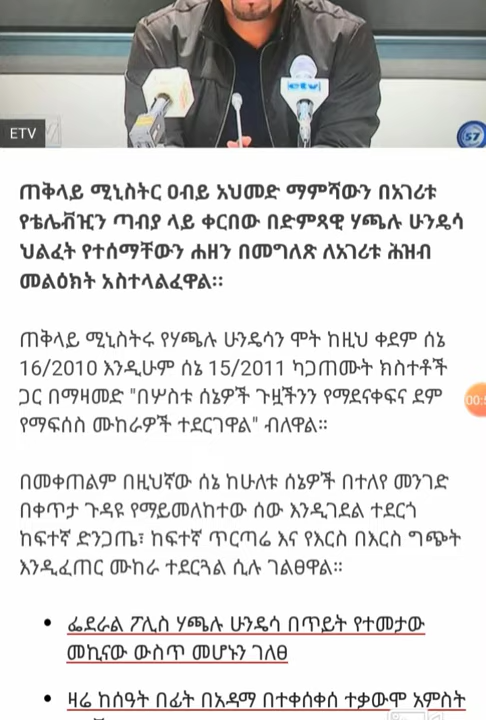 etv
ETV
57
ጠቅላይ ሚኒስትር ዐብይ አህመድ ማምሻውን በአገሪቱ
የቴሌቭዥን ጣብያ ላይ ቀርበው በድምጻዊ ሃጫሉ ሁንዴሳ
ህልፈት የተሰማቸውን ሐዘን በመግለጽ ለአገሪቱ ሕዝብ
መልዕክት አስተላልፈዋል።
ጠቅላይ ሚኒስትሩ የሃጫሉ ሁንዴሳን ሞት ከዚህ ቀደም ሰኔ
16/2010 እንዲሁም ሰኔ 15/2011 ካጋጠሙት ክስተቶች
ጋር በማዛመድ "በሦስቱ ሰኔዎች ጉዟችንን የማደናቀፍና ደም
የማፍሰስ ሙከራዎች ተደርገዋል" ብለዋል።
በመቀጠልም በዚህኛው ሰኔ ከሁለቱ ሰኔዎች በተለየ መንገድ
በቀጥታ ጉዳዩ የማይመለከተው ሰው እንዲገደል ተደርጎ
ከፍተኛ ድንጋጤ፣ ከፍተኛ ጥርጣሬ እና የእርስ በእርስ ግጭት
እንዲፈጠር ሙከራ ተደርጓል ሲሉ ገልፀዋል።
• ፌደራል ፖሊስ ሃጫሉ ሁንዴሳ በጥይት የተመታው
መኪናው ውስጥ መሆኑን ገለፀ
• ዛሬ ከሰዓት በፊት በአዳማ በተቀሰቀሰ ተቃውሞ አምስት